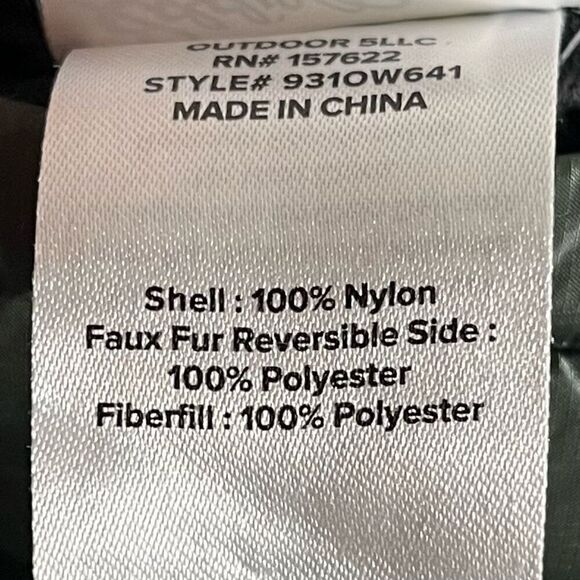 OUTDOOR 5LLC
RN# 157622
STYLE# 931OW641
MADE IN CHINA
Shell : 100% Nylon
Faux Fur Reversible Side :
100% Polyester
Fiberfill : 100% Polyester